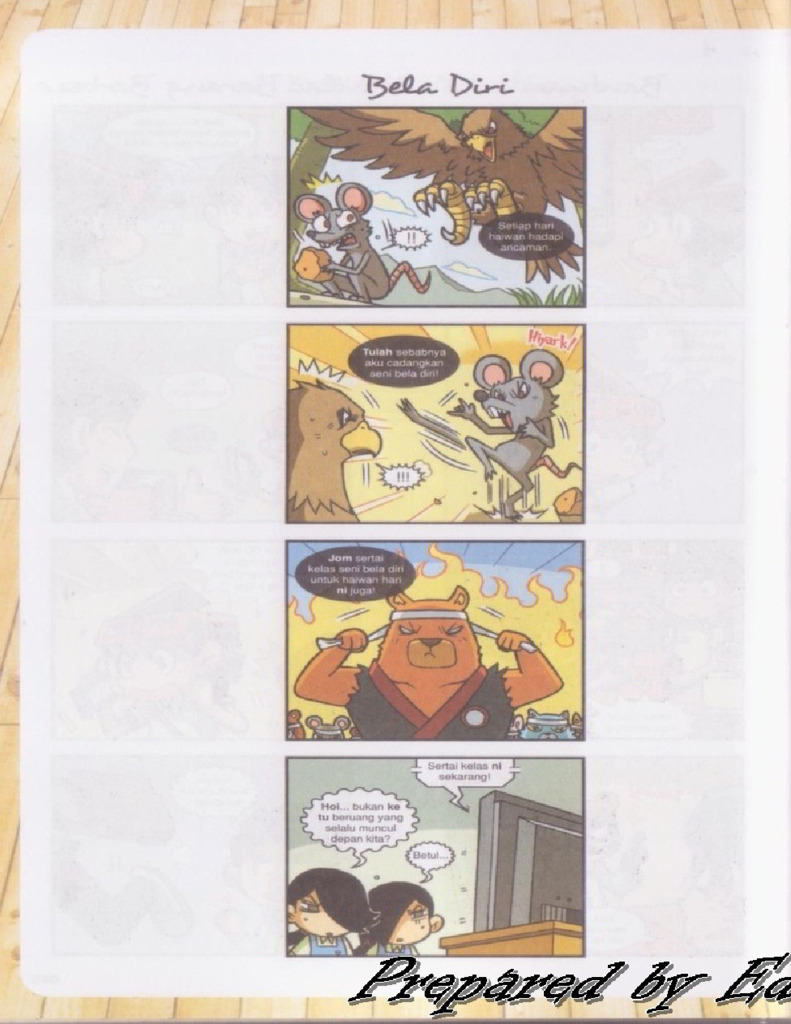 Bela Diri
!!
Setiap hari
haiwan hadapi
ancaman.
Hiyark!
Tulah sebabnya
aku cadangkan
seni bela diri!
!!!
Jom sertai
kelas seni bela diri
untuk haiwan hari
ni juga!
Sertai kelas ni
sekarang!
Hoi... bukan ke
tu beruang yang
selalu muncul
depan kita?
Betul...
Prepared by Ed